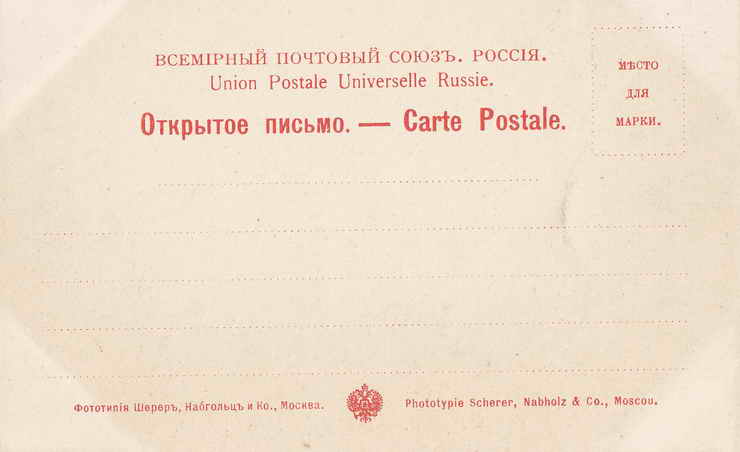 ВСЕМІРНЫЙ ПОЧТОВЫЙ СОЮЗЪ. РОССІЯ.
Union Postale Universelle Russie.
Открытое письмо. — Carte Postale.
МѢСТО
ДЛЯ
МАРКИ.
Фототипія Шереръ, Набгольцъ и Ко., Москва.
Phototypie Scherer, Nabholz & Co., Moscou.